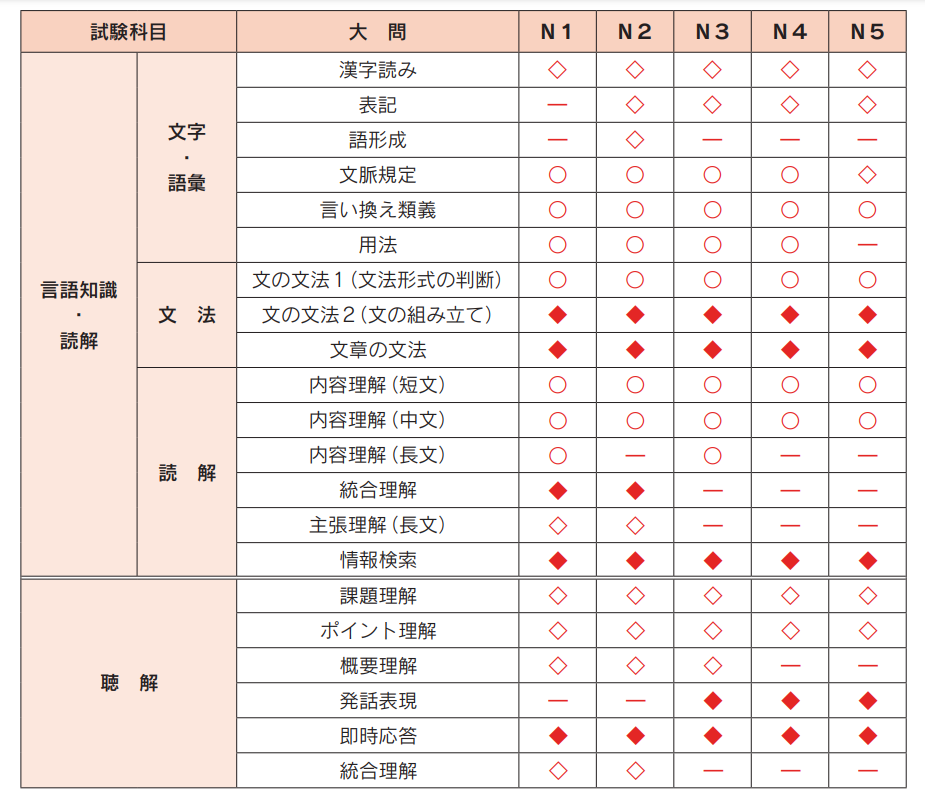 試験科目 大 問 N1 N2 N3 N4 N5
言語知識・読解 文字・語彙 漢字読み ◇ ◇ ◇ ◇ ◇
表記 — ◇ ◇ ◇ ◇
語形成 — ◇ — — —
文脈規定 ○ ○ ○ ○ ◇
言い換え類義 ○ ○ ○ ○ ○
用法 ○ ○ ○ ○ —
文 法 文の文法1(文法形式の判断) ○ ○ ○ ○ ○
文の文法2(文の組み立て) ◆ ◆ ◆ ◆ ◆
文章の文法 ◆ ◆ ◆ ◆ ◆
読 解 内容理解(短文) ○ ○ ○ ○ ○
内容理解(中文) ○ ○ ○ ○ ○
内容理解(長文) ○ — ○ — —
統合理解 ◆ ◆ — — —
主張理解(長文) ◇ ◇ — — —
情報検索 ◆ ◆ ◆ ◆ ◆
聴 解 課題理解 ◇ ◇ ◇ ◇ ◇
ポイント理解 ◇ ◇ ◇ ◇ ◇
概要理解 ◇ ◇ ◇ — —
発話表現 — — ◆ ◆ ◆
即時応答 ◆ ◆ ◆ ◆ ◆
統合理解 ◇ ◇ — — —